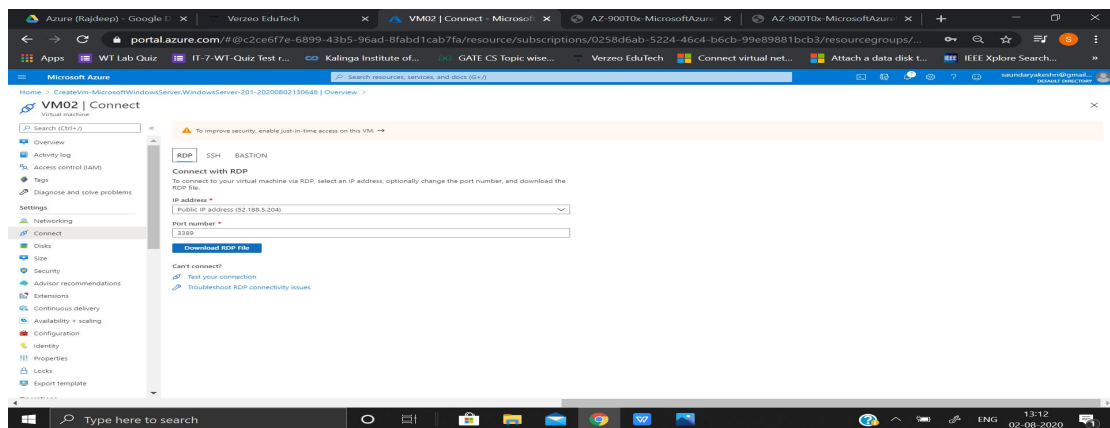 Azure (Rajdeep) - Google D
Verzeo EduTech
VM02 | Connect - Microsoft
AZ-900T0x-MicrosoftAzure
AZ-900T0x-MicrosoftAzure
portal.azure.com/#@c2ce6f7e-6899-43b5-96ad-8fabd1cab7fa/resource/subscriptions/0258d6ab-5224-46c4-b6cb-99e89881bcb3/resourcegroups/...
S
Apps
WT Lab Quiz
IT-7-WT-Quiz Test r...
Kalinga Institute of...
GATE CS Topic wise...
Verzeo EduTech
Connect virtual net...
Attach a data disk t...
IEEE Xplore Search...
»
Microsoft Azure
Search resources, services, and docs (G+/)
saundaryakeshri@gmail...
DEFAULT DIRECTORY
Home > CreateVm-MicrosoftWindowsServer.WindowsServer-201-20200802130648 | Overview >
VM02 | Connect
Virtual machine
Search (Ctrl+/)
«
To improve security, enable just-in-time access on this VM. →
Overview
Activity log
Access control (IAM)
Tags
Diagnose and solve problems
Settings
Networking
Connect
Disks
Size
Security
Advisor recommendations
Extensions
Continuous delivery
Availability + scaling
Configuration
Identity
Properties
Locks
Export template
RDP SSH BASTION
Connect with RDP
To connect to your virtual machine via RDP, select an IP address, optionally change the port number, and download the
RDP file.
IP address *
Public IP address (52.188.5.204)
Port number *
3389
Download RDP File
Can't connect?
Test your connection
Troubleshoot RDP connectivity issues
Type here to search
ENG
13:12
02-08-2020